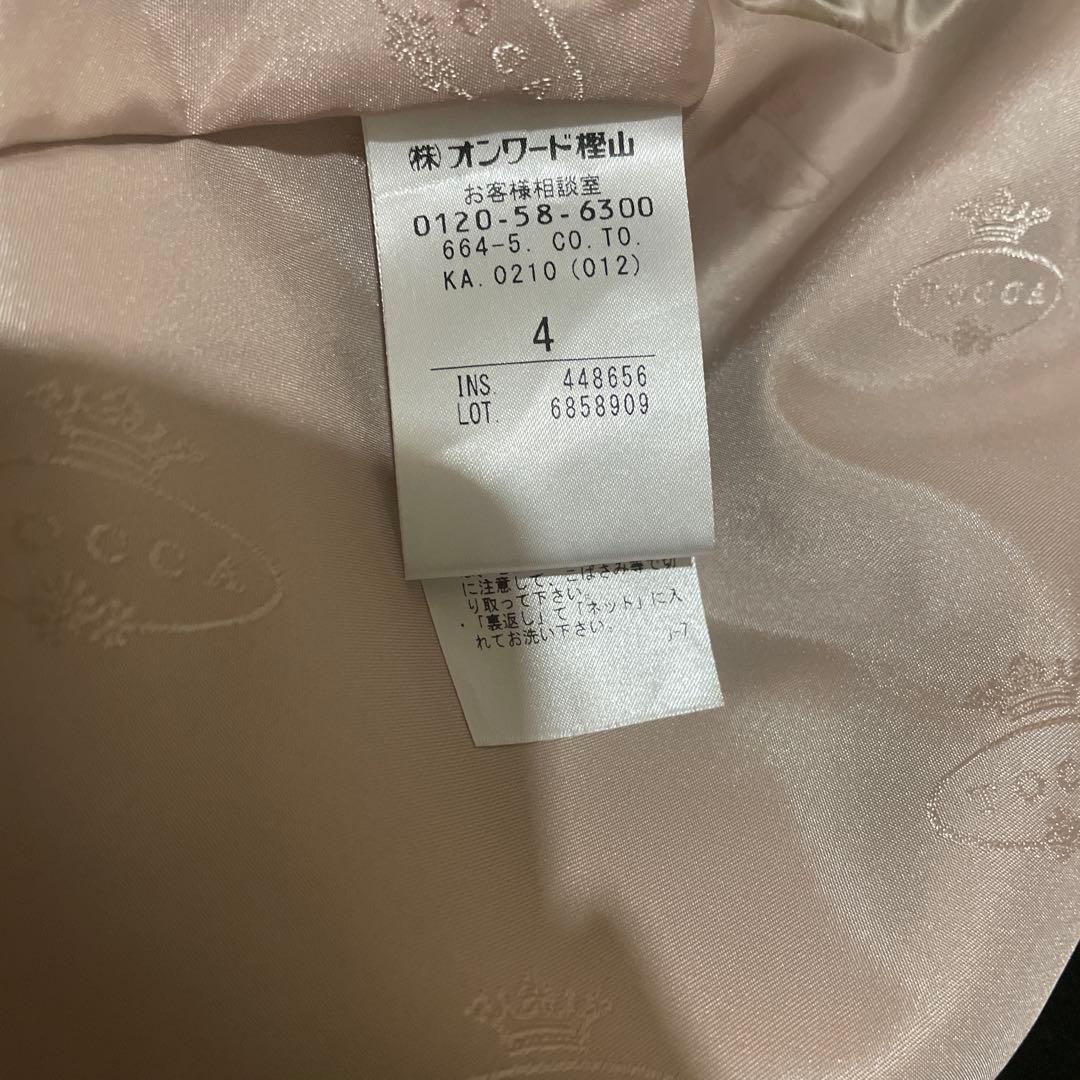 ㈱オンワード樫山
お客様相談室
0120-58-6300
664-5. CO.TO.
KA.0210(012)
4
INS. 448656
LOT. 6858909
に注意して、こばさみ等で切
り取って下さい。
・「裏返し」で「ネット」に入
れてお洗い下さい。
TOCCA